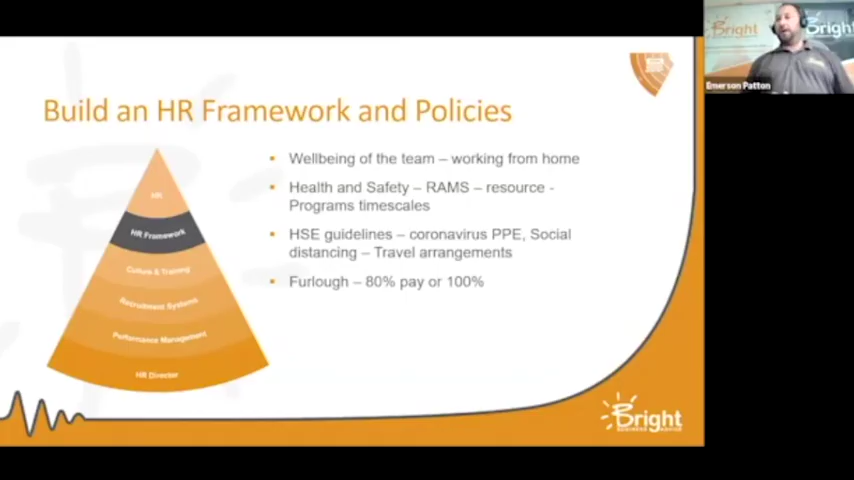 Bright
Bright
Emerson Patton
Build an HR Framework and Policies
Wellbeing of the team – working from home
Health and Safety – RAMS – resource -
Programs timescales
HSE guidelines – coronavirus PPE, Social
distancing – Travel arrangements
Furlough – 80% pay or 100%
HR
HR Framework
Culture & Training
Recruitment Systems
Performance Management
HR Director
Bright